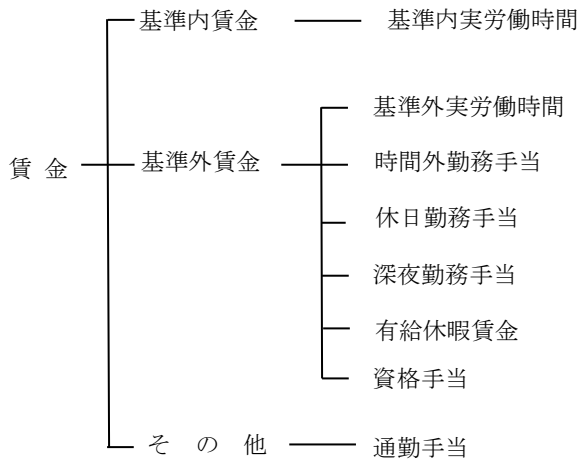 基準内賃金 基準内実労働時間
基準外実労働時間
賃金 基準外賃金 時間外勤務手当
休日勤務手当
深夜勤務手当
有給休暇賃金
資格手当
その他 通勤手当